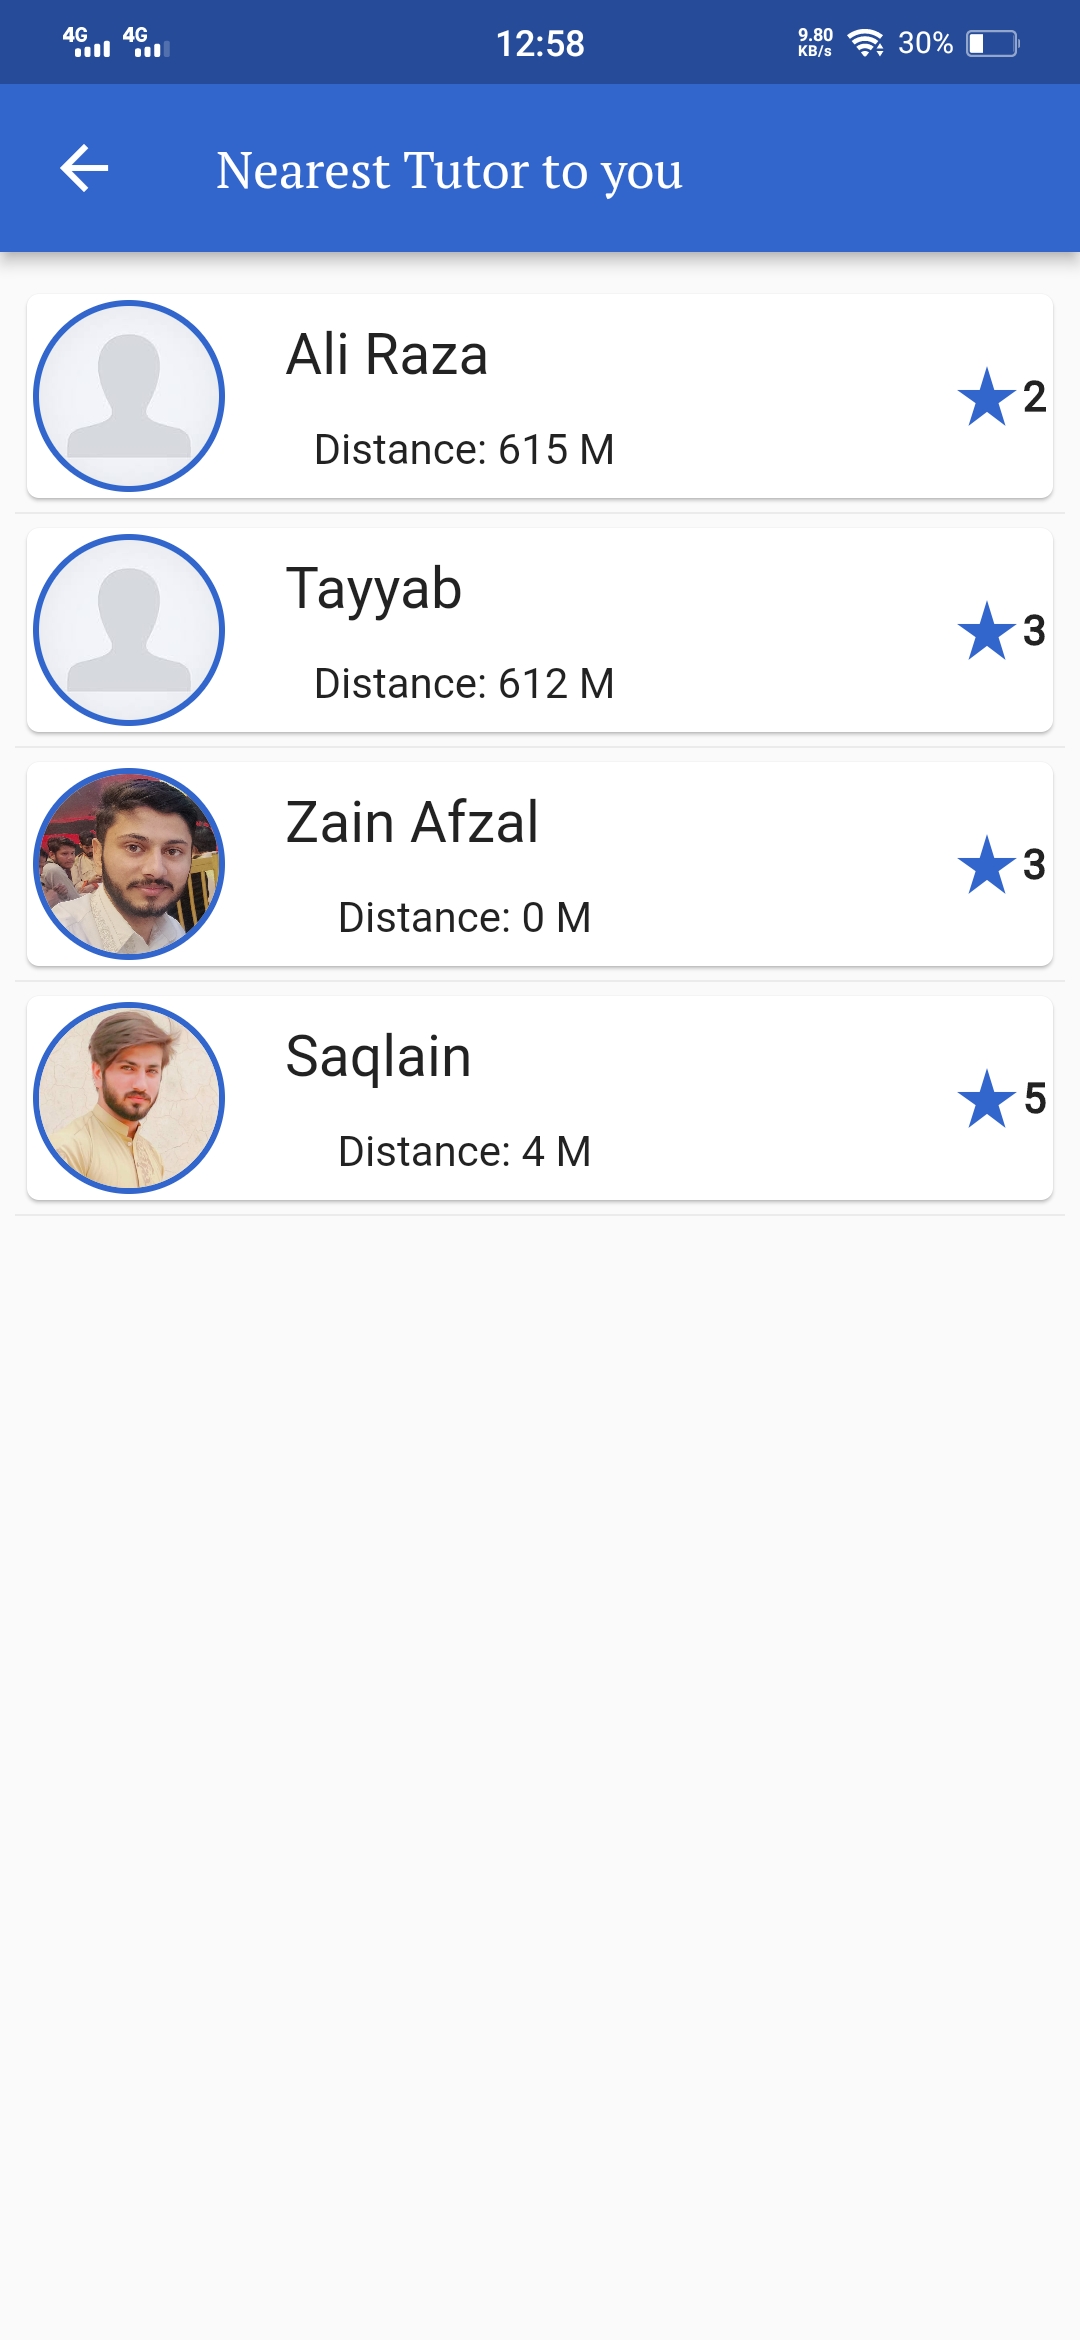 4G 4G 12:58 9.80 KB/s 30%
Nearest Tutor to you
Ali Raza
2
Distance: 615 M
Tayyab
3
Distance: 612 M
Zain Afzal
3
Distance: 0 M
Saqlain
5
Distance: 4 M